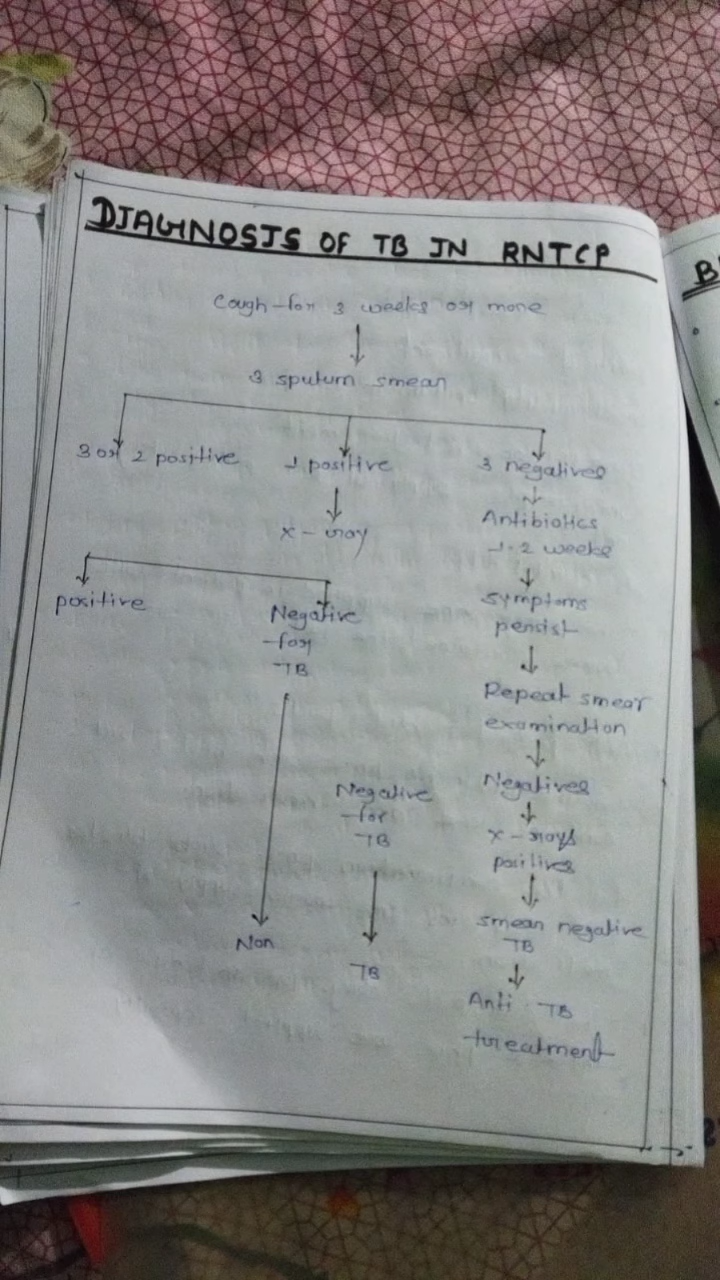 DIAGNOSIS OF TB IN RNTCP
Cough for 3 weeks or more
3 sputum smear
3 or 2 positive
1 positive
3 negatives
X-ray
Antibiotics
1-2 weeks
positive
Negative
for
TB
symptoms
persist
Repeat smear
examination
Negative
for
TB
Negatives
X-rays
positives
Non
TB
smear negative
TB
Anti-TB
treatment
B